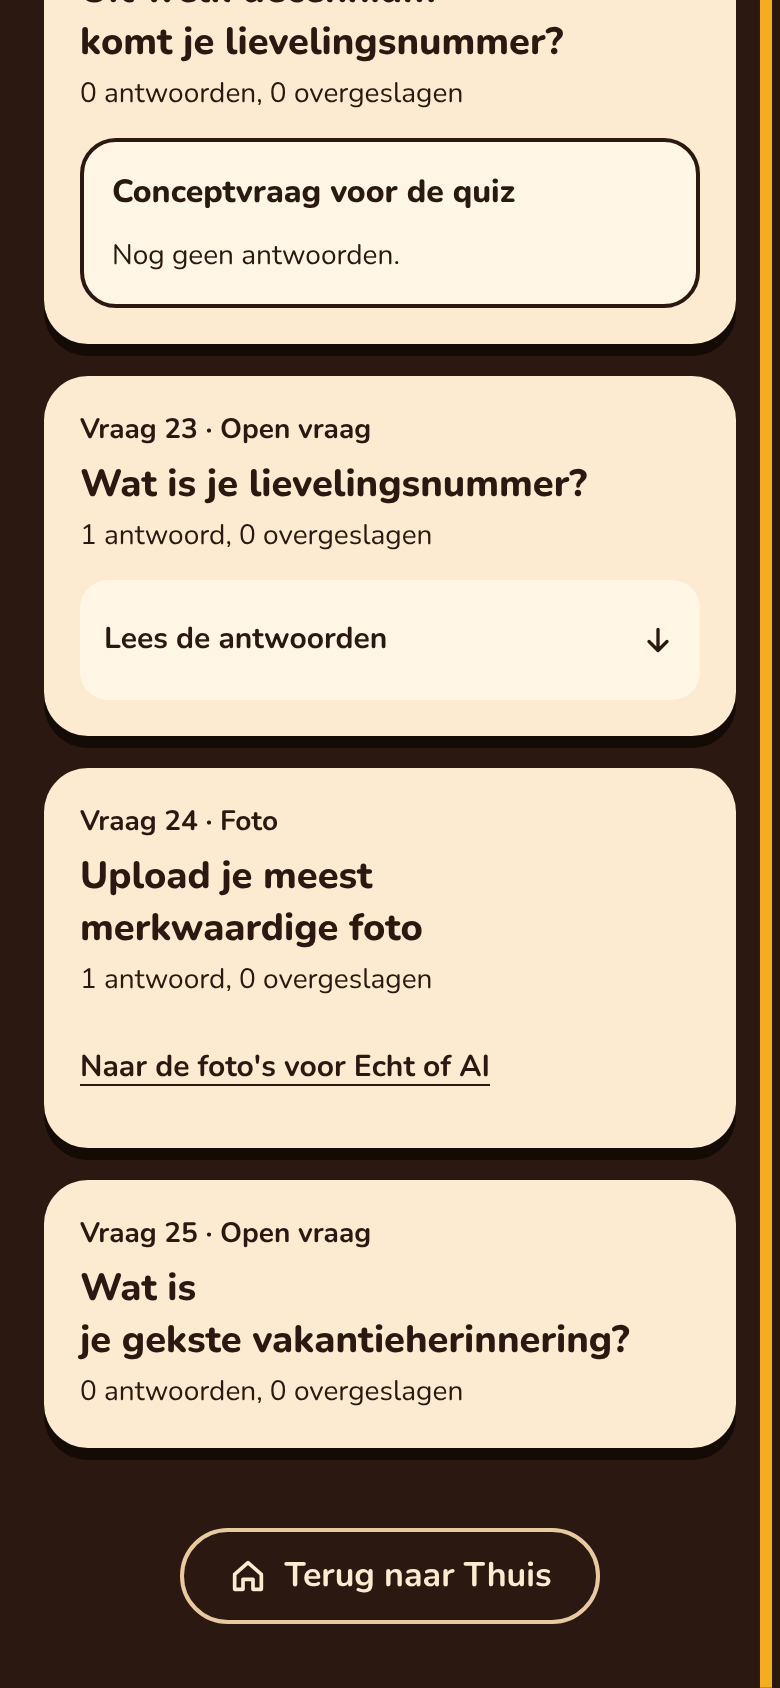 komt je lievelingsnummer?
0 antwoorden, 0 overgeslagen
Conceptvraag voor de quiz
Nog geen antwoorden.
Vraag 23 · Open vraag
Wat is je lievelingsnummer?
1 antwoord, 0 overgeslagen
Lees de antwoorden
Vraag 24 · Foto
Upload je meest
merkwaardige foto
1 antwoord, 0 overgeslagen
Naar de foto's voor Echt of AI
Vraag 25 · Open vraag
Wat is
je gekste vakantieherinnering?
0 antwoorden, 0 overgeslagen
Terug naar Thuis